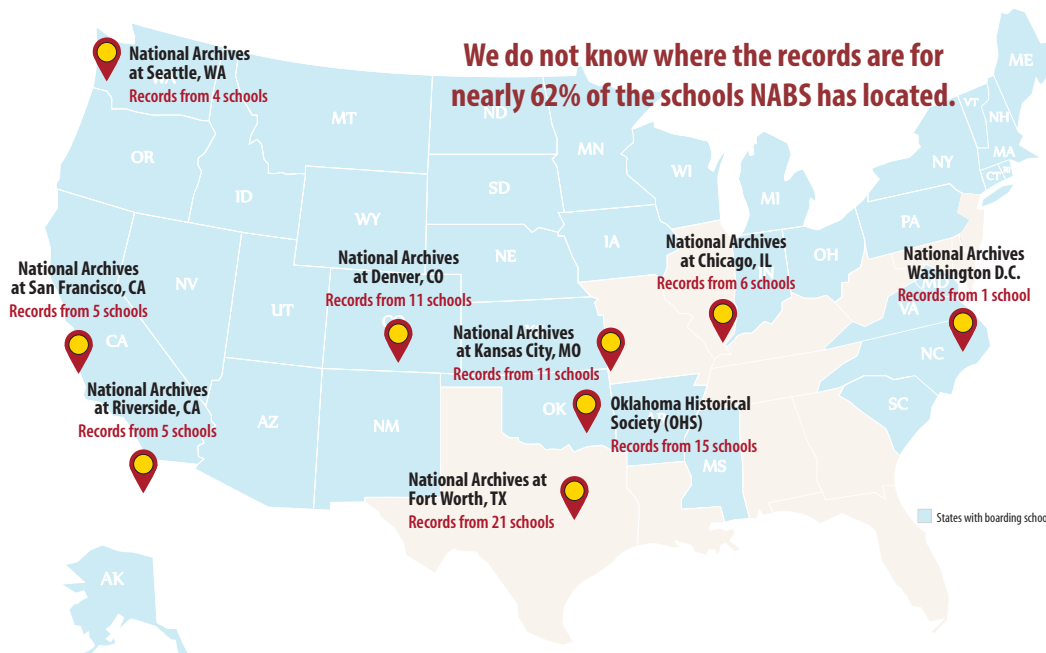 We do not know where the records are for
nearly 62% of the schools NABS has located.
National Archives
at Seattle, WA
Records from 4 schools
National Archives
at San Francisco, CA
Records from 5 schools
National Archives
at Riverside, CA
Records from 5 schools
National Archives
at Denver, CO
Records from 11 schools
National Archives
at Kansas City, MO
Records from 11 schools
Oklahoma Historical
Society (OHS)
Records from 15 schools
National Archives at
Fort Worth, TX
Records from 21 schools
National Archives
at Chicago, IL
Records from 6 schools
National Archives
Washington D.C.
Records from 1 school
States with boarding school
OR
ID
MT
ND
SD
WY
NE
MN
WI
IA
MI
OH
IN
PA
NY
VT
NH
ME
MA
CT
MD
VA
NC
SC
MS
OK
NM
AZ
UT
NV
CA
CO
AK